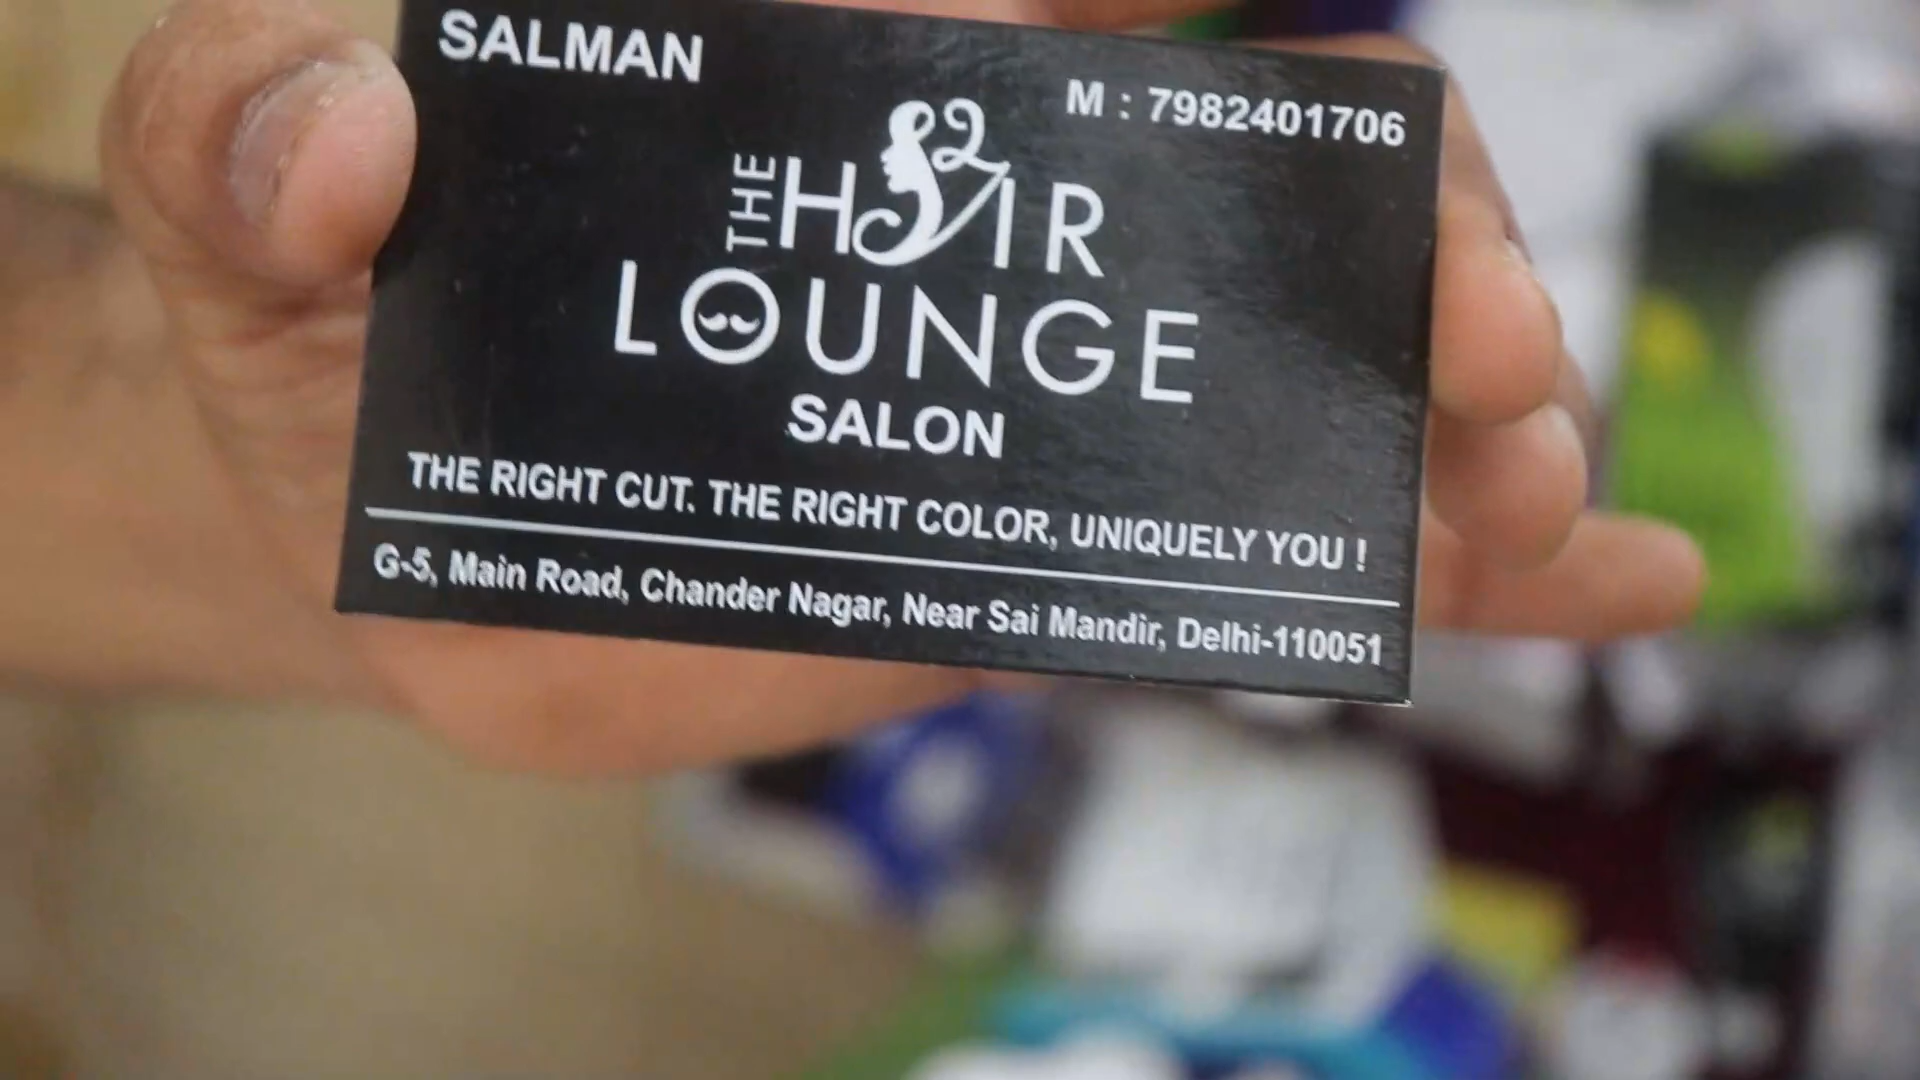 SALMAN
M : 7982401706
THE HAIR
LOUNGE
SALON
THE RIGHT CUT. THE RIGHT COLOR, UNIQUELY YOU !
G-5, Main Road, Chander Nagar, Near Sai Mandir, Delhi-110051